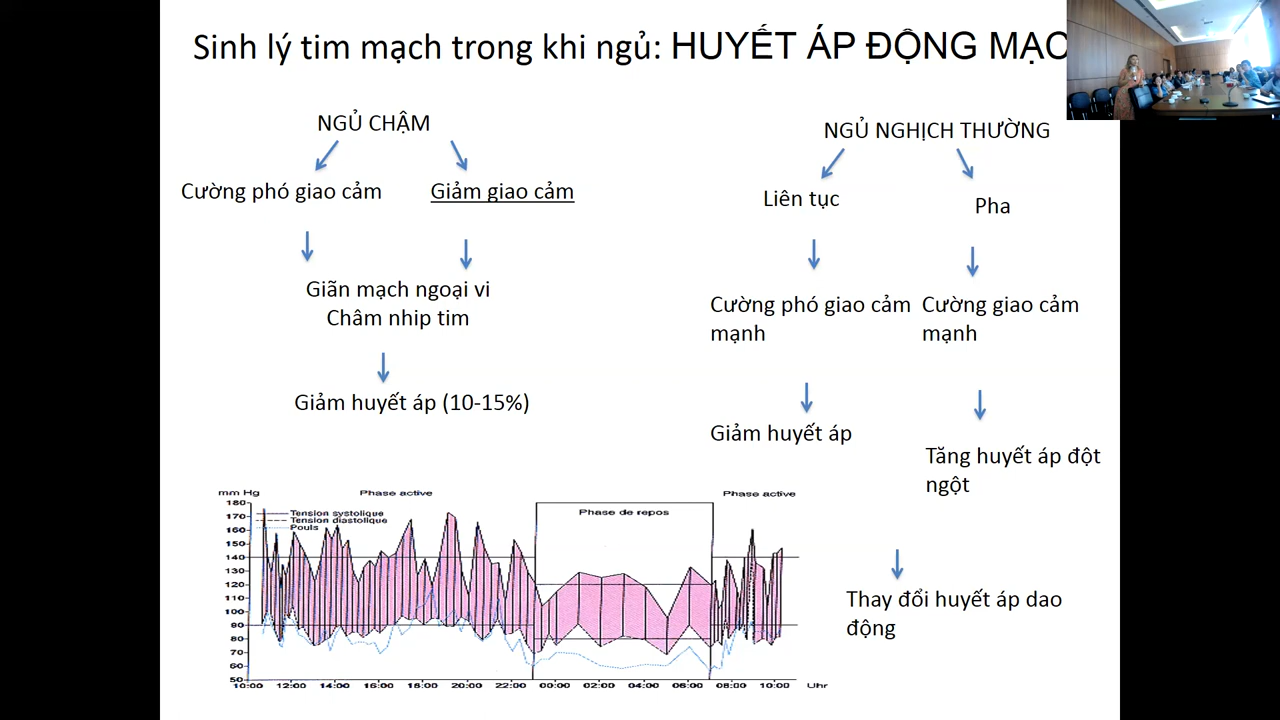 Sinh lý tim mạch trong khi ngủ: HUYẾT ÁP ĐỘNG MẠC
NGỦ CHẬM
Cường phó giao cảm
Giảm giao cảm
Giãn mạch ngoại vi
Châm nhip tim
Giảm huyết áp (10-15%)
NGỦ NGHỊCH THƯỜNG
Liên tục
Pha
Cường phó giao cảm
mạnh
Cường giao cảm
mạnh
Giảm huyết áp
Tăng huyết áp đột
ngột
Thay đổi huyết áp dao
động
mm Hg
Phase active
Phase active
Tension systolique
Tension diastolique
Pouls
Phase de repos
180
170
160
150
140
130
120
110
100
90
80
70
60
50
10:00 12:00 14:00 16:00 18:00 20:00 22:00 00:00 02:00 04:00 06:00 08:00 10:00 Uhr